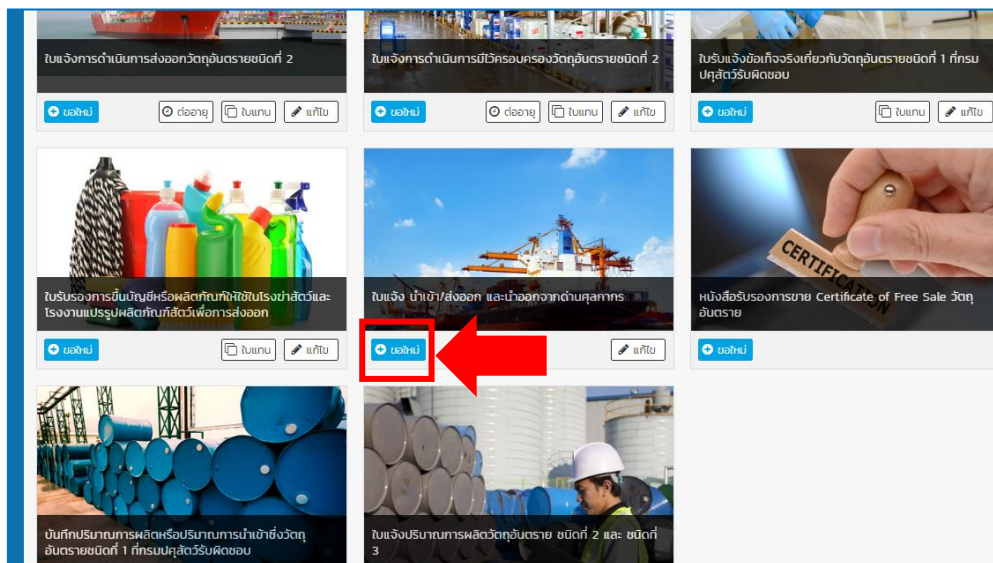 ใบแจ้งการดำเนินการส่งออกวัตถุอันตรายชนิดที่ 2
ใบแจ้งการดำเนินการมีไว้ครอบครองวัตถุอันตรายชนิดที่ 2
ใบรับแจ้งข้อเท็จจริงเกี่ยวกับวัตถุอันตรายชนิดที่ 1 ที่กรม
ปศุสัตว์รับผิดชอบ
ขอใหม่ ต่ออายุ ใบแทน แก้ไข
ขอใหม่ ต่ออายุ ใบแทน แก้ไข
ขอใหม่ ใบแทน แก้ไข
ใบรับรองการขึ้นบัญชีหรือผลิตภัณฑ์ให้ใช้ในโรงฆ่าสัตว์และ
โรงงานแปรรูปผลิตภัณฑ์สัตว์เพื่อการส่งออก
ใบแจ้ง นำเข้า/ส่งออก และนำออกจากด่านศุลกากร
CERTIFICATION
หนังสือรับรองการขาย Certificate of Free Sale วัตถุ
อันตราย
ขอใหม่ ใบแทน แก้ไข
ขอใหม่ แก้ไข
ขอใหม่
บันทึกปริมาณการผลิตหรือปริมาณการนำเข้าซึ่งวัตถุ
อันตรายชนิดที่ 1 ที่กรมปศุสัตว์รับผิดชอบ
ใบแจ้งปริมาณการผลิตวัตถุอันตราย ชนิดที่ 2 และ ชนิดที่
3